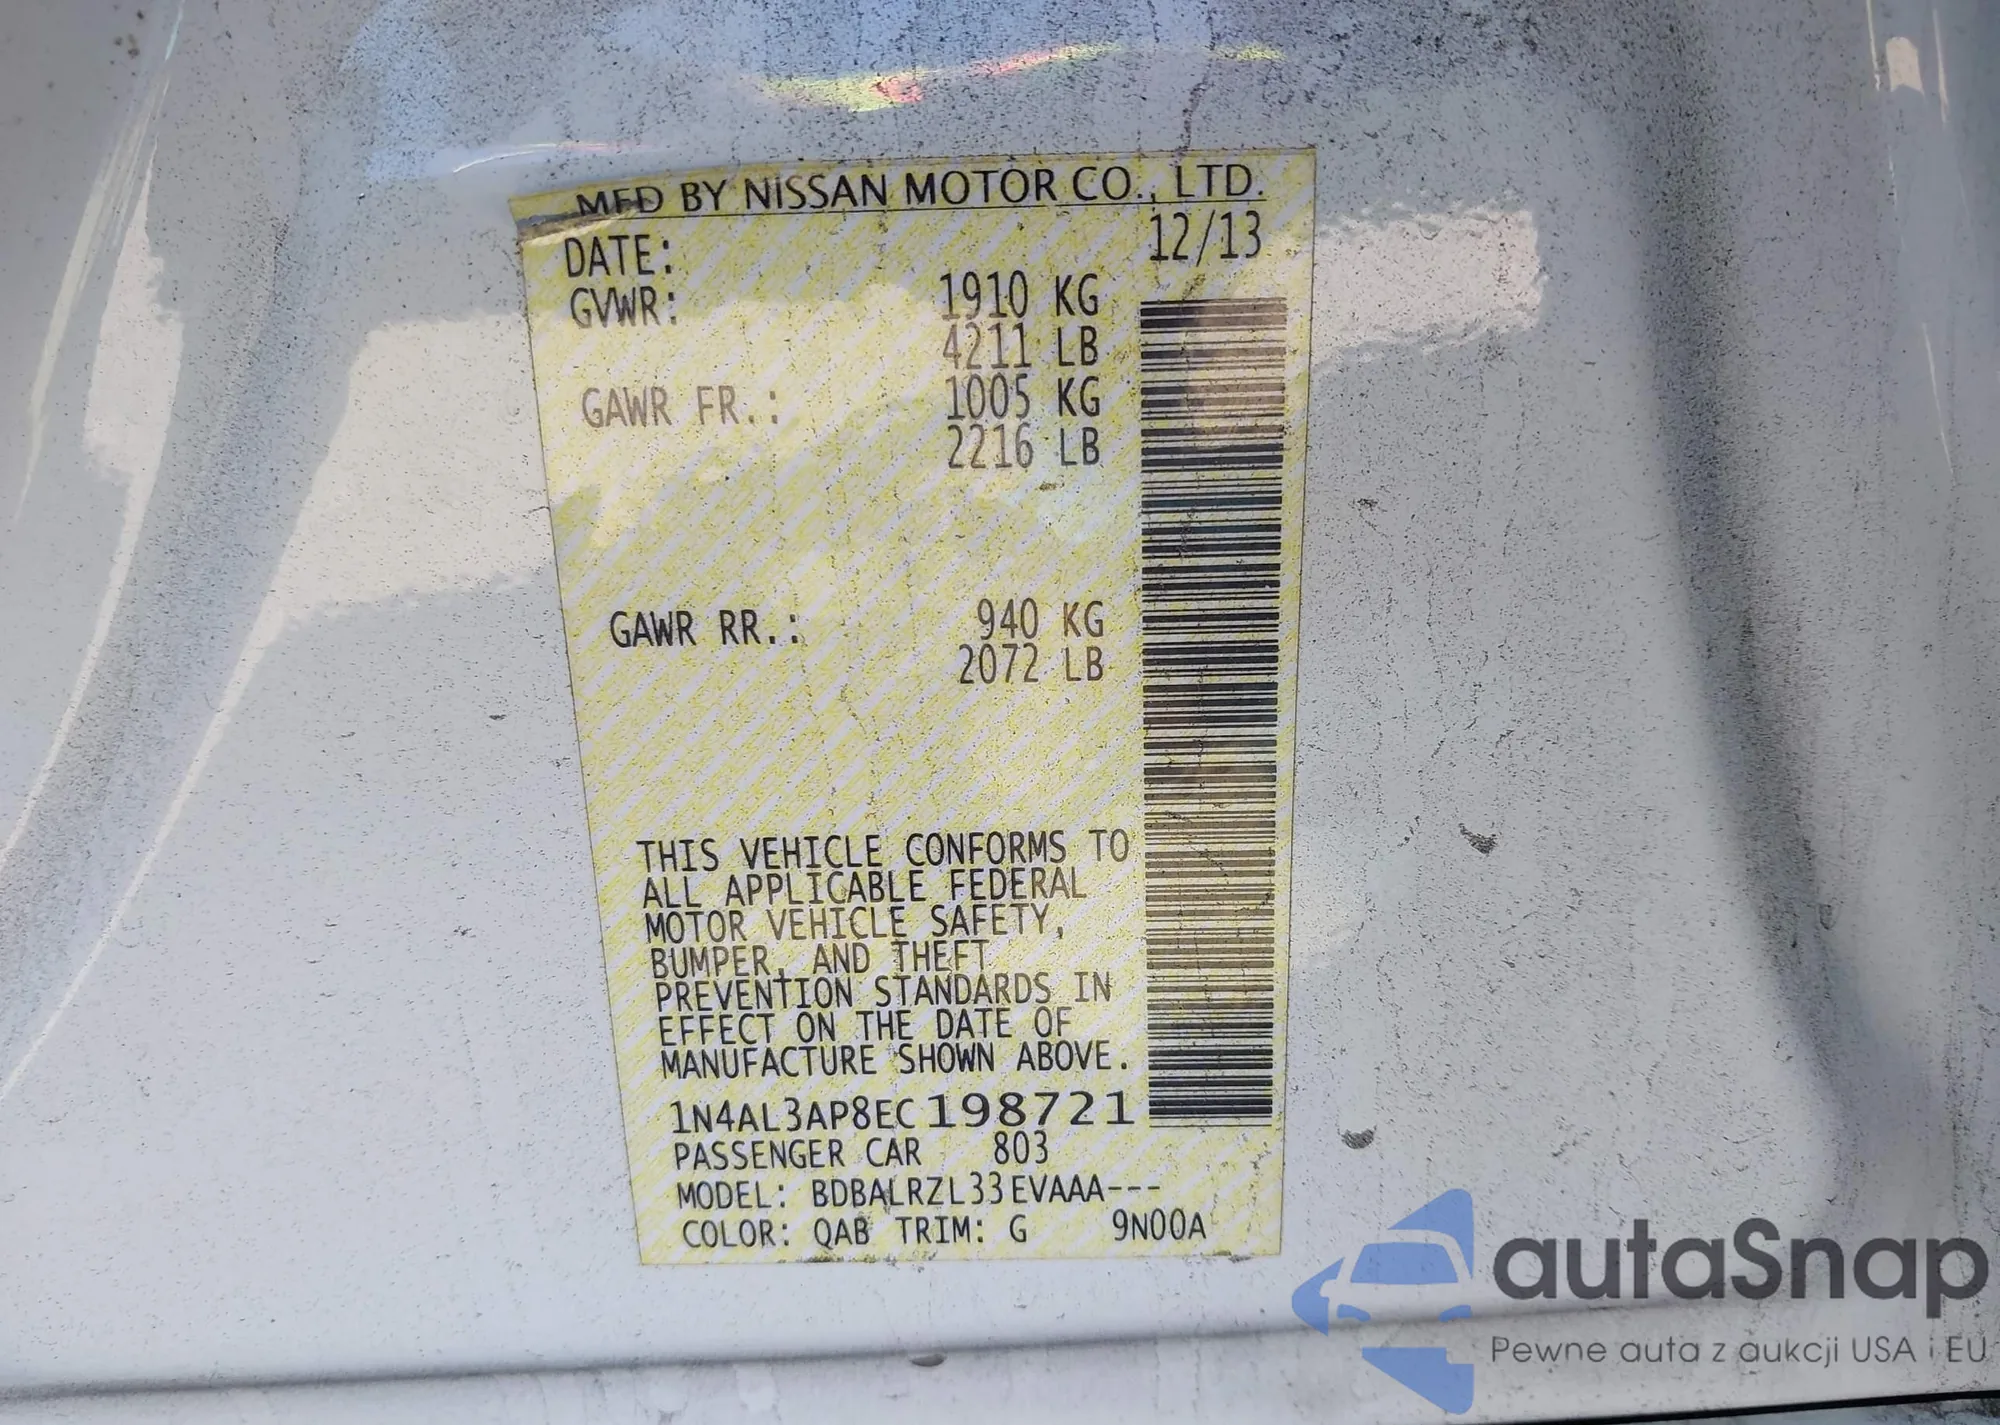 MFD BY NISSAN MOTOR CO., LTD.
DATE: 12/13
GVWR: 1910 KG
4211 LB
GAWR FR.: 1005 KG
2216 LB
GAWR RR.: 940 KG
2072 LB
THIS VEHICLE CONFORMS TO
ALL APPLICABLE FEDERAL
MOTOR VEHICLE SAFETY,
BUMPER, AND THEFT
PREVENTION STANDARDS IN
EFFECT ON THE DATE OF
MANUFACTURE SHOWN ABOVE.
1N4AL3AP8EC198721
PASSENGER CAR 803
MODEL: BDBALRZL33EVAAA---
COLOR: QAB TRIM: G 9N00A
autaSnap
Pewne auta z aukcji USA i EU